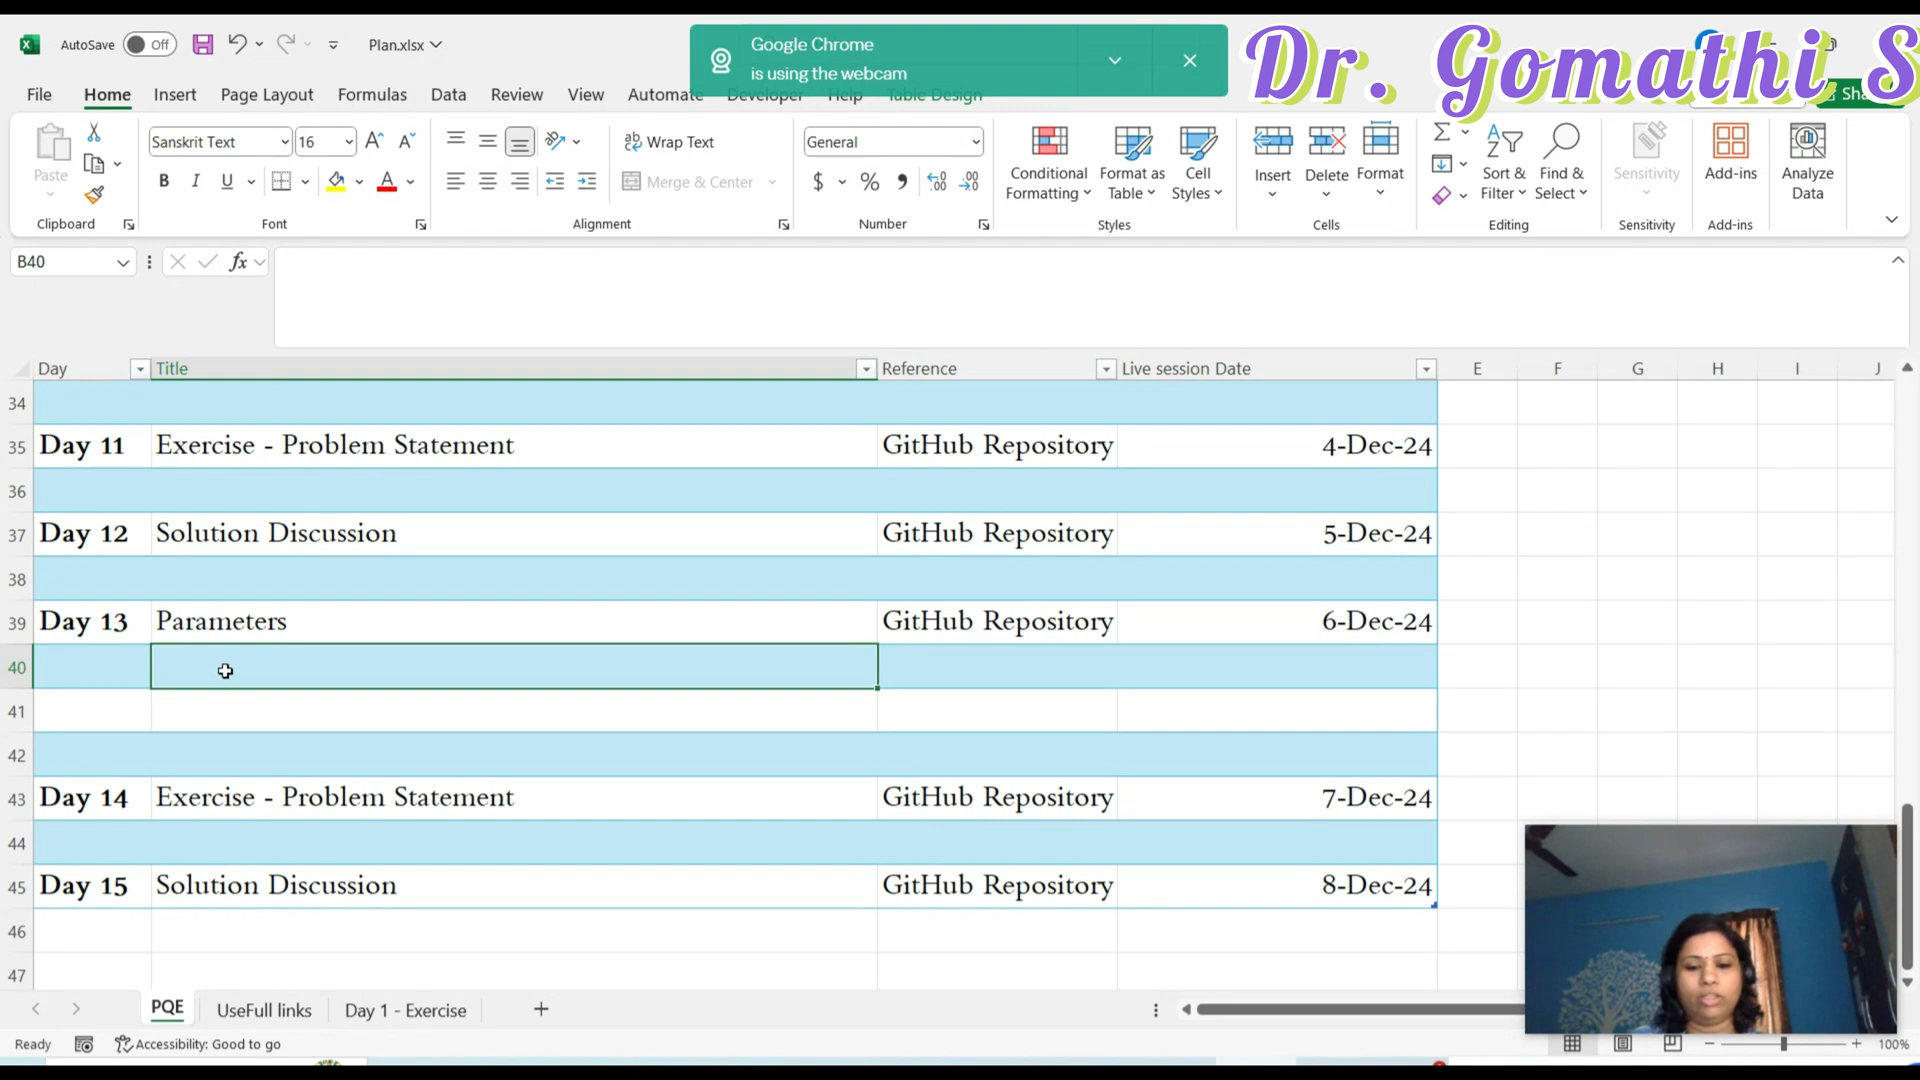 AutoSave Off Plan.xlsx
Google Chrome
is using the webcam
Dr. Gomathi S
File Home Insert Page Layout Formulas Data Review View Automate Developer Help Table Design
Paste
Clipboard
Sanskrit Text 16
B I U A
Font
Wrap Text
Merge & Center
Alignment
General
$ %
Number
Conditional Formatting
Format as Table
Cell Styles
Styles
Insert Delete Format
Cells
Sort & Filter
Find & Select
Editing
Sensitivity
Sensitivity
Add-ins
Add-ins
Analyze Data
B40 fx
Day Title Reference Live session Date E F G H I J
34
35 Day 11 Exercise - Problem Statement GitHub Repository 4-Dec-24
36
37 Day 12 Solution Discussion GitHub Repository 5-Dec-24
38
39 Day 13 Parameters GitHub Repository 6-Dec-24
40
41
42
43 Day 14 Exercise - Problem Statement GitHub Repository 7-Dec-24
44
45 Day 15 Solution Discussion GitHub Repository 8-Dec-24
46
47
PQE UseFull links Day 1 - Exercise
Ready Accessibility: Good to go 100%